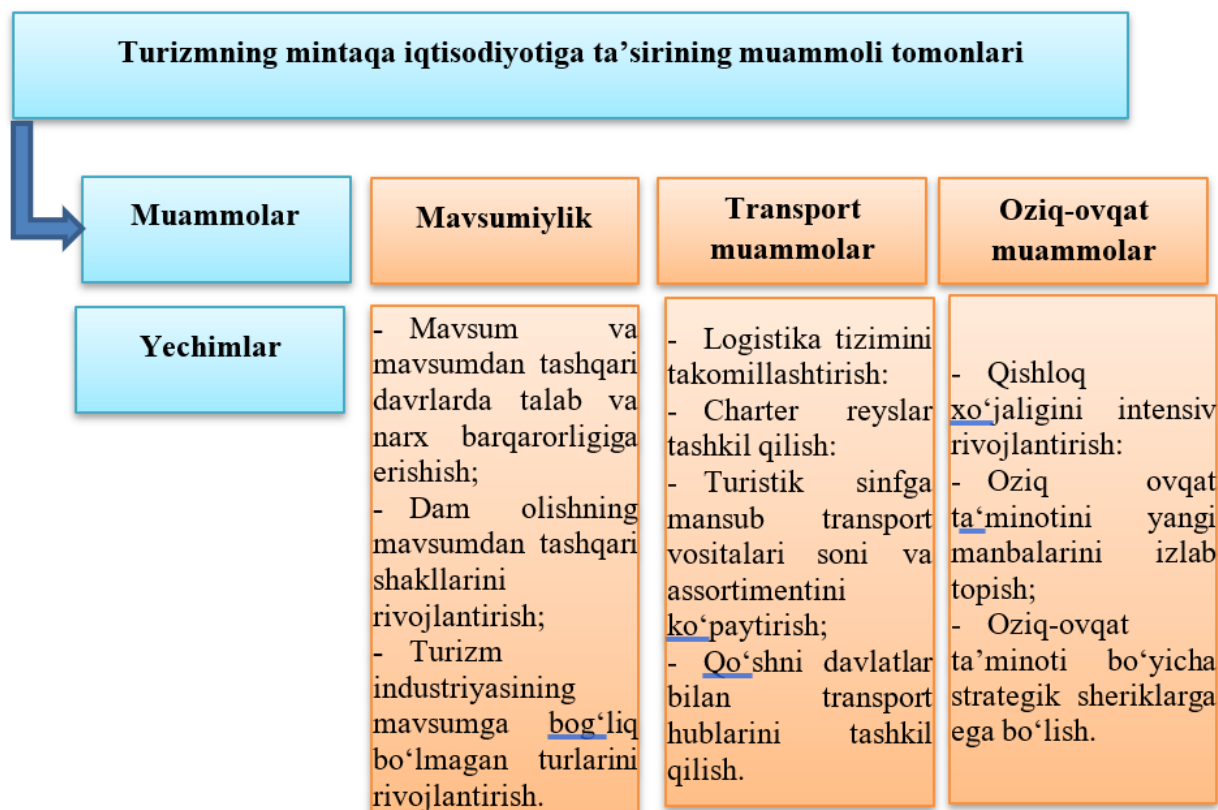 Turizmning mintaqa iqtisodiyotiga ta’sirining muammoli tomonlari
Muammolar
Mavsumiylik
Transport
muammolar
Oziq-ovqat
muammolar
Yechimlar
- Mavsum va
mavsumdan tashqari
davrlarda talab va
narx barqarorligiga
erishish;
- Dam olishning
mavsumdan tashqari
shakllarini
rivojlantirish;
- Turizm
industriyasining
mavsumga bog‘liq
bo‘lmagan turlarini
rivojlantirish.
- Logistika tizimini
takomillashtirish:
- Charter reyslar
tashkil qilish:
- Turistik sinfga
mansub transport
vositalari soni va
assortimentini
ko‘paytirish;
- Qo‘shni davlatlar
bilan transport
hublarini tashkil
qilish.
- Qishloq
xo‘jaligini intensiv
rivojlantirish:
- Oziq ovqat
ta‘minotini yangi
manbalarini izlab
topish;
- Oziq-ovqat
ta’minoti bo‘yicha
strategik sheriklarga
ega bo‘lish.